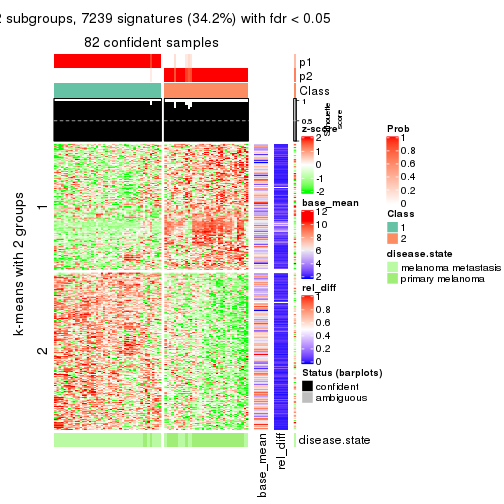 2 subgroups, 7239 signatures (34.2%) with fdr < 0.05
82 confident samples
p1
p2
Class
1
0.5
0
Silhouette
score
k-means with 2 groups
1
2
base_mean
rel_diff
disease.state
z-score
2
1
0
-1
-2
base_mean
12
10
8
6
4
2
rel_diff
1
0.8
0.6
0.4
0.2
0
Status (barplots)
confident
ambiguous
Prob
1
0.8
0.6
0.4
0.2
0
Class
1
2
disease.state
melanoma metastasis
primary melanoma